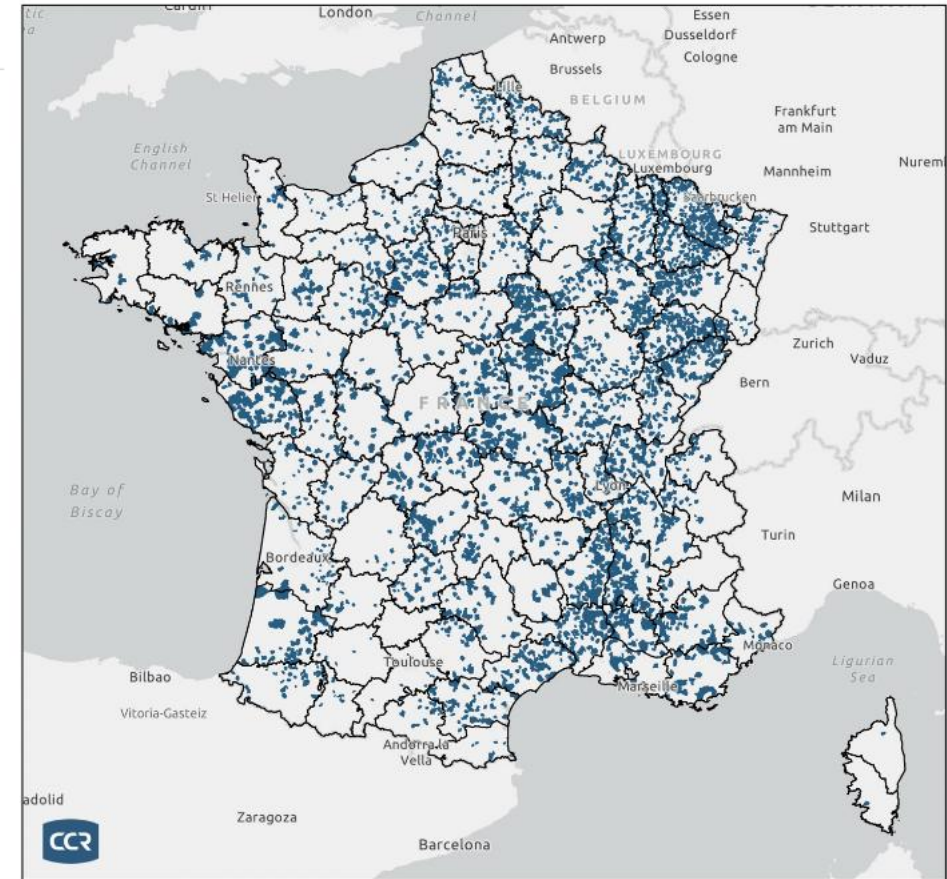 London
Channel
Essen
Dusseldorf
Cologne
Antwerp
Brussels
Lille
BELGIUM
Frankfurt
am Main
English
Channel
LUXEMBOURG
Luxembourg
Mannheim
Nurem
St Helier
Saarbrucken
Stuttgart
Paris
Rennes
Zurich
Vaduz
Nantes
Bern
FRANCE
Bay of
Biscay
Lyon
Milan
Turin
Bordeaux
Genoa
Monaco
Toulouse
Ligurian
Sea
Bilbao
Marseille
Vitoria-Gasteiz
Andorra la
Vella
adolid
Zaragoza
CCR
Barcelona